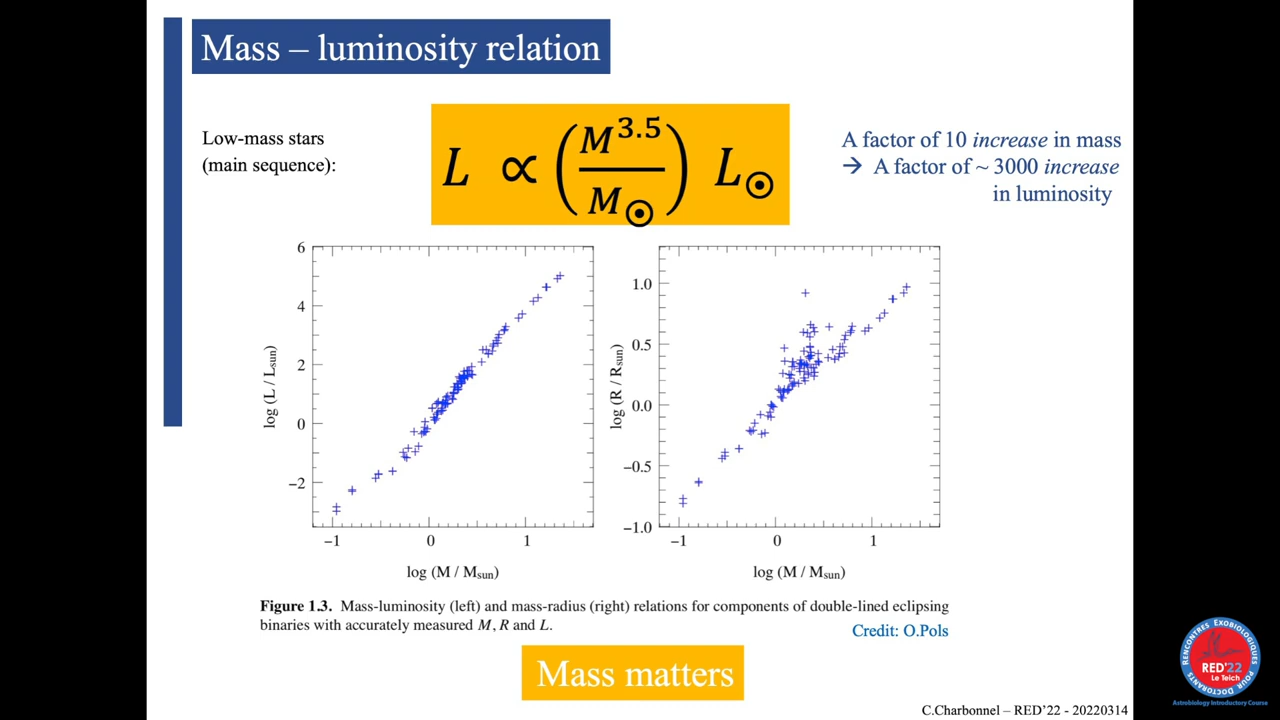 Mass – luminosity relation
Low-mass stars
(main sequence):
L ∝ (M^3.5 / M☉) L☉
A factor of 10 increase in mass
→ A factor of ~ 3000 increase
in luminosity
6
4
2
0
−2
log (L / Lsun)
−1 0 1
log (M / Msun)
1.0
0.5
0.0
−0.5
−1.0
log (R / Rsun)
−1 0 1
log (M / Msun)
Figure 1.3. Mass-luminosity (left) and mass-radius (right) relations for components of double-lined eclipsing
binaries with accurately measured M, R and L.
Credit: O.Pols
Mass matters
RENCONTRES EXOBIOLOGIQUES POUR DOCTORANTS
RED'22
Le Teich
Astrobiology Introductory Course
C.Charbonnel – RED'22 - 20220314